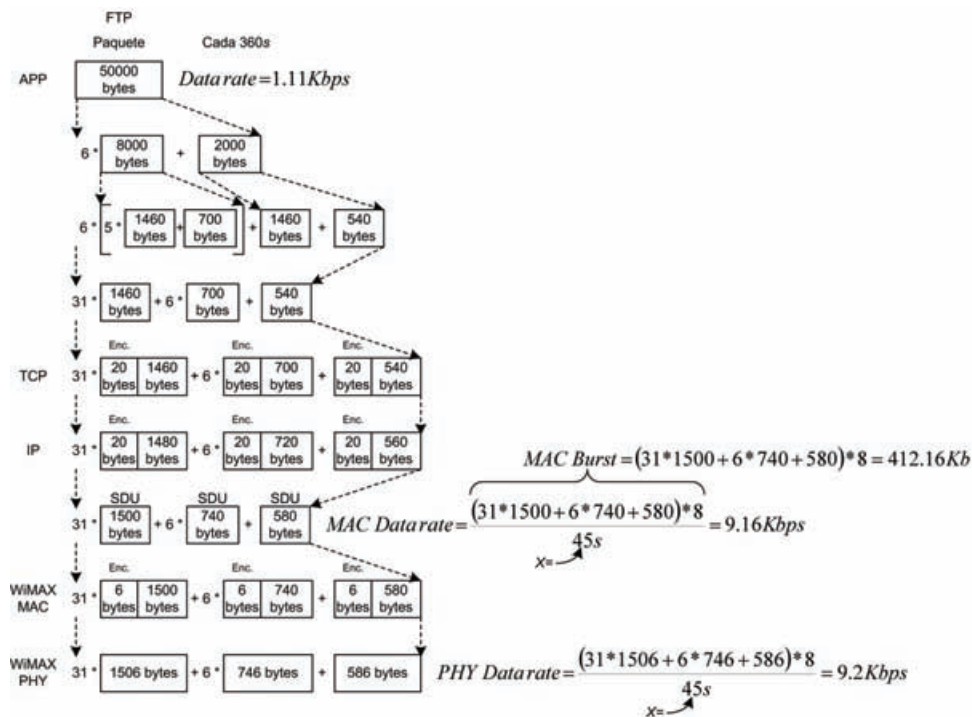 FTP
Paquete Cada 360s
APP 50000 bytes Data rate = 1.11Kbps
6 * 8000 bytes + 2000 bytes
6 * [ 5 * 1460 bytes + 700 bytes ] + 1460 bytes + 540 bytes
31 * 1460 bytes + 6 * 700 bytes + 540 bytes
Enc. Enc. Enc.
TCP 31 * 20 bytes 1460 bytes + 6 * 20 bytes 700 bytes + 20 bytes 540 bytes
Enc. Enc. Enc.
IP 31 * 20 bytes 1480 bytes + 6 * 20 bytes 720 bytes + 20 bytes 560 bytes
MAC Burst = (31*1500 + 6*740 + 580)*8 = 412.16Kb
SDU SDU SDU
31 * 1500 bytes + 6 * 740 bytes + 580 bytes
MAC Data rate = (31*1500 + 6*740 + 580)*8 / 45s = 9.16Kbps
X=
Enc. Enc. Enc.
WiMAX MAC 31 * 6 bytes 1500 bytes + 6 * 6 bytes 740 bytes + 6 bytes 580 bytes
WiMAX PHY 31 * 1506 bytes + 6 * 746 bytes + 586 bytes
PHY Data rate = (31*1506 + 6*746 + 586)*8 / 45s = 9.2Kbps
X=